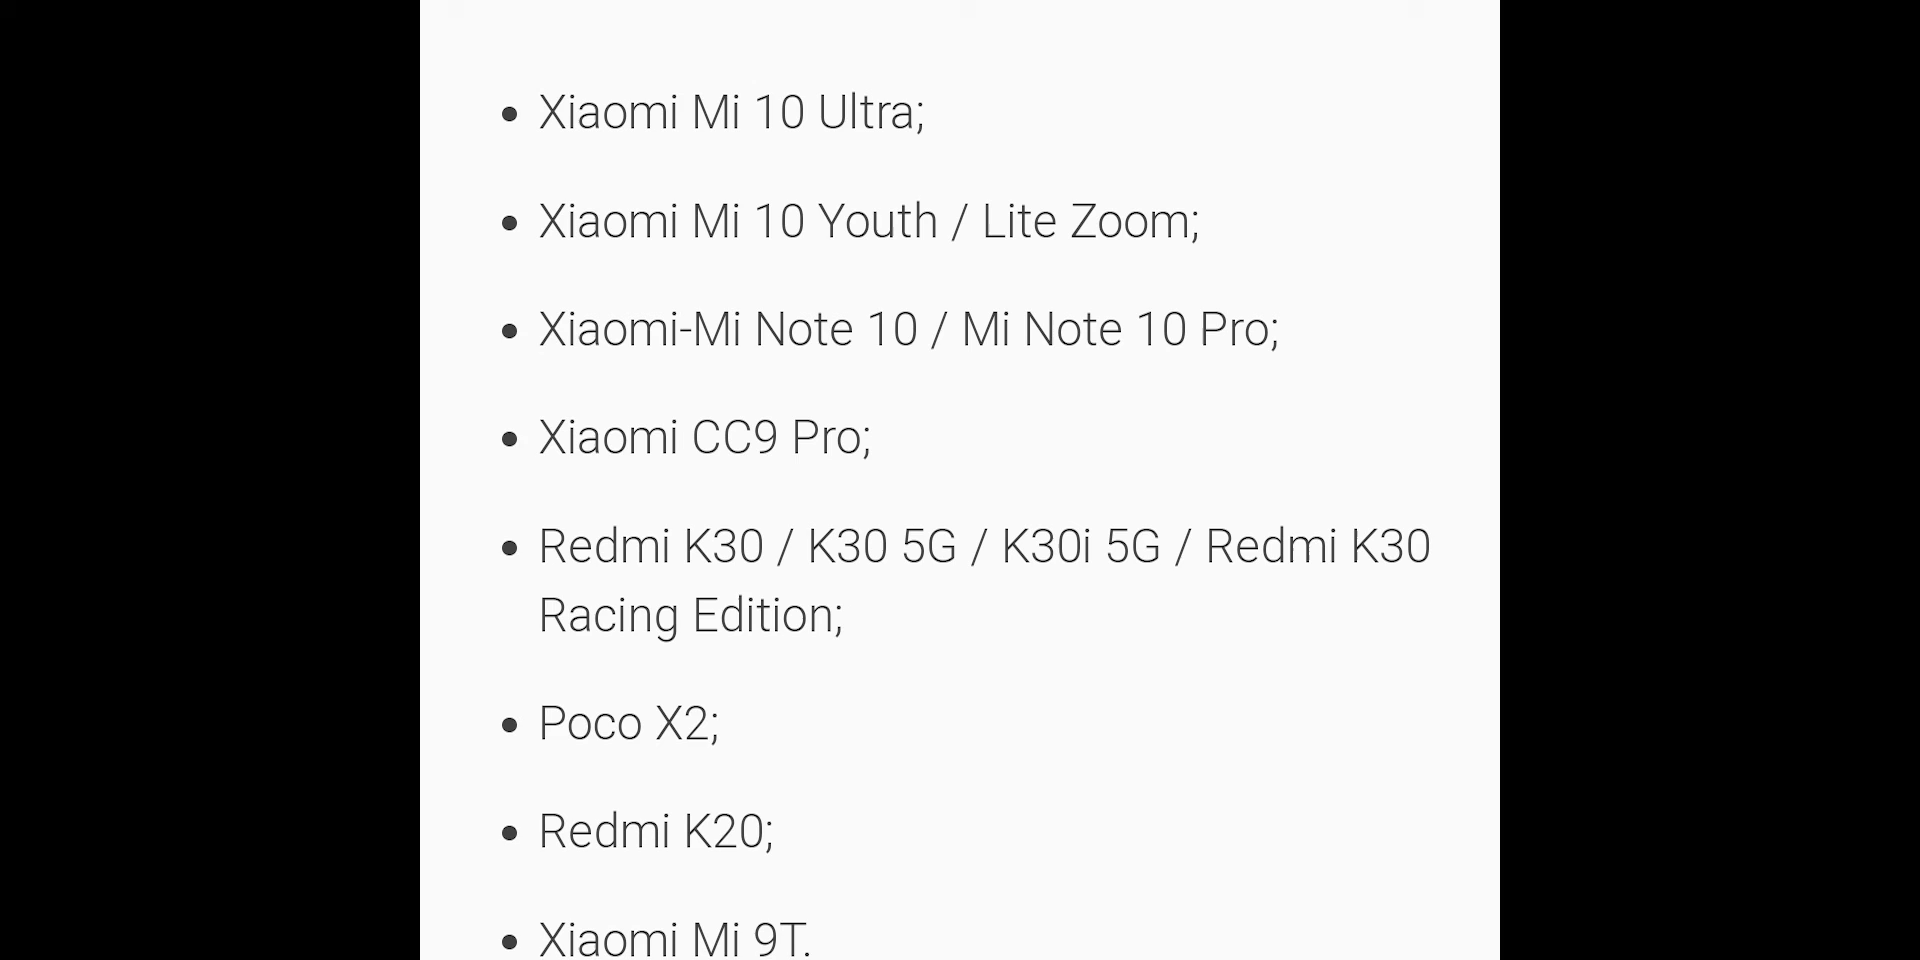 • Xiaomi Mi 10 Ultra;
• Xiaomi Mi 10 Youth / Lite Zoom;
• Xiaomi-Mi Note 10 / Mi Note 10 Pro;
• Xiaomi CC9 Pro;
• Redmi K30 / K30 5G / K30i 5G / Redmi K30
Racing Edition;
• Poco X2;
• Redmi K20;
• Xiaomi Mi 9T.